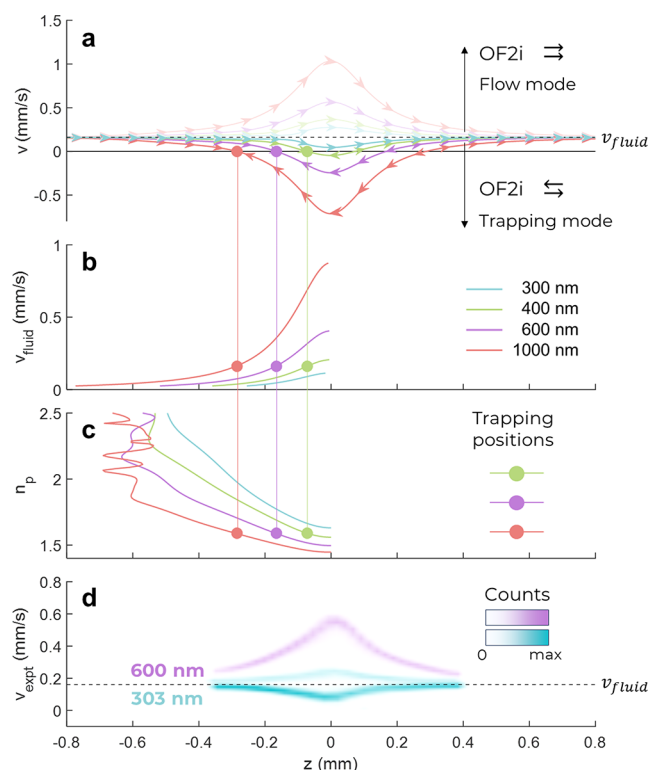 a
1.5
1
0.5
0
-0.5
v (mm/s)
OF2i ⇉
Flow mode
v_fluid
OF2i ⇆
Trapping mode
b
1
0.5
0
v_fluid (mm/s)
300 nm
400 nm
600 nm
1000 nm
c
2.5
2
1.5
n_p
Trapping
positions
d
0.8
0.6
0.4
0.2
0
v_expt (mm/s)
600 nm
303 nm
Counts
0 max
v_fluid
-0.8 -0.6 -0.4 -0.2 0 0.2 0.4 0.6 0.8
z (mm)